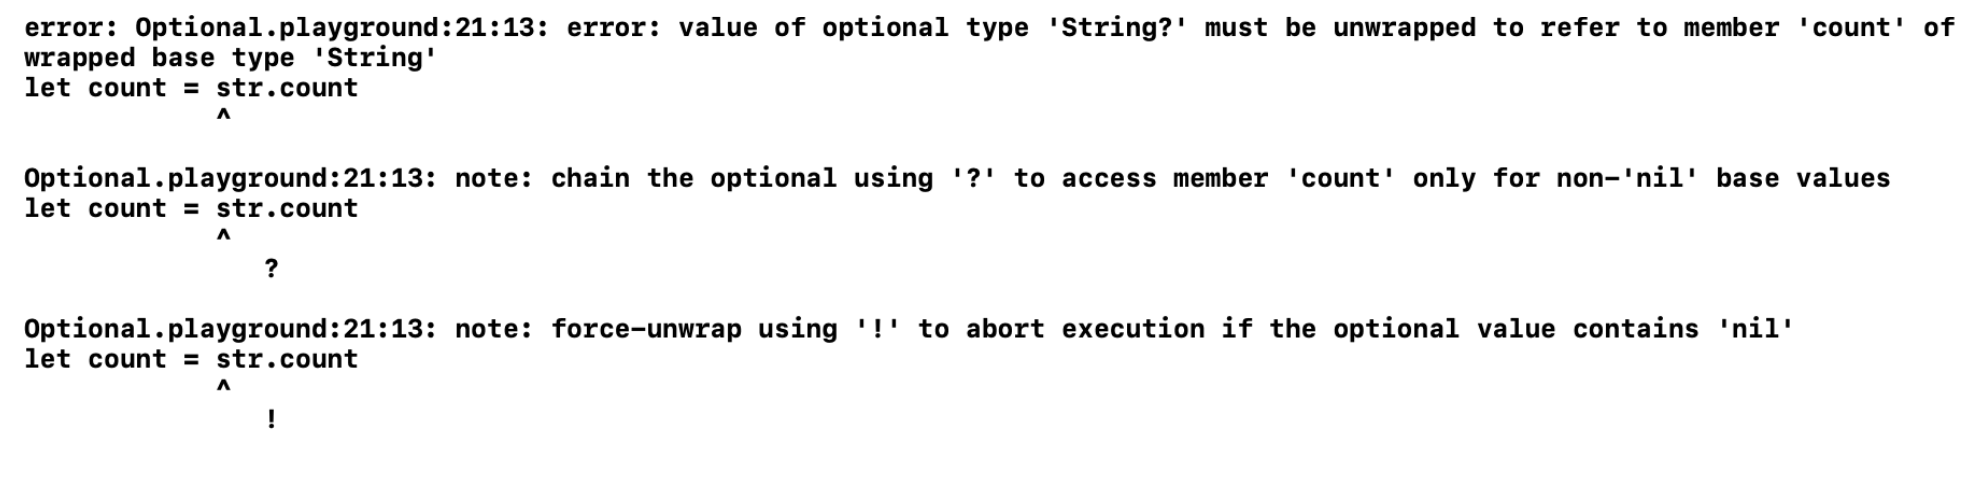 error: Optional.playground:21:13: error: value of optional type 'String?' must be unwrapped to refer to member 'count' of
wrapped base type 'String'
let count = str.count
            ^
Optional.playground:21:13: note: chain the optional using '?' to access member 'count' only for non-'nil' base values
let count = str.count
            ^
               ?
Optional.playground:21:13: note: force-unwrap using '!' to abort execution if the optional value contains 'nil'
let count = str.count
            ^
               !